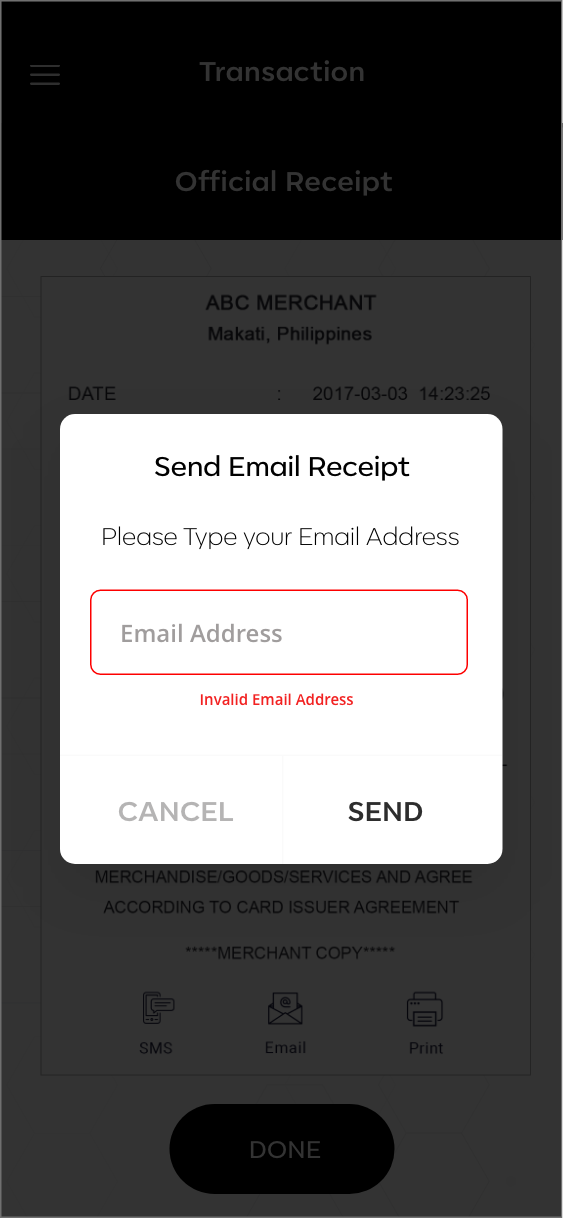 Transaction
Official Receipt
ABC MERCHANT
Makati, Philippines
DATE : 2017-03-03 14:23:25
Send Email Receipt
Please Type your Email Address
Email Address
Invalid Email Address
CANCEL SEND
MERCHANDISE/GOODS/SERVICES AND AGREE
ACCORDING TO CARD ISSUER AGREEMENT
*****MERCHANT COPY*****
SMS Email Print
DONE